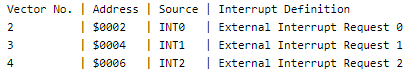 Vector No. | Address | Source | Interrupt Definition
2 | $0002 | INT0 | External Interrupt Request 0
3 | $0004 | INT1 | External Interrupt Request 1
4 | $0006 | INT2 | External Interrupt Request 2